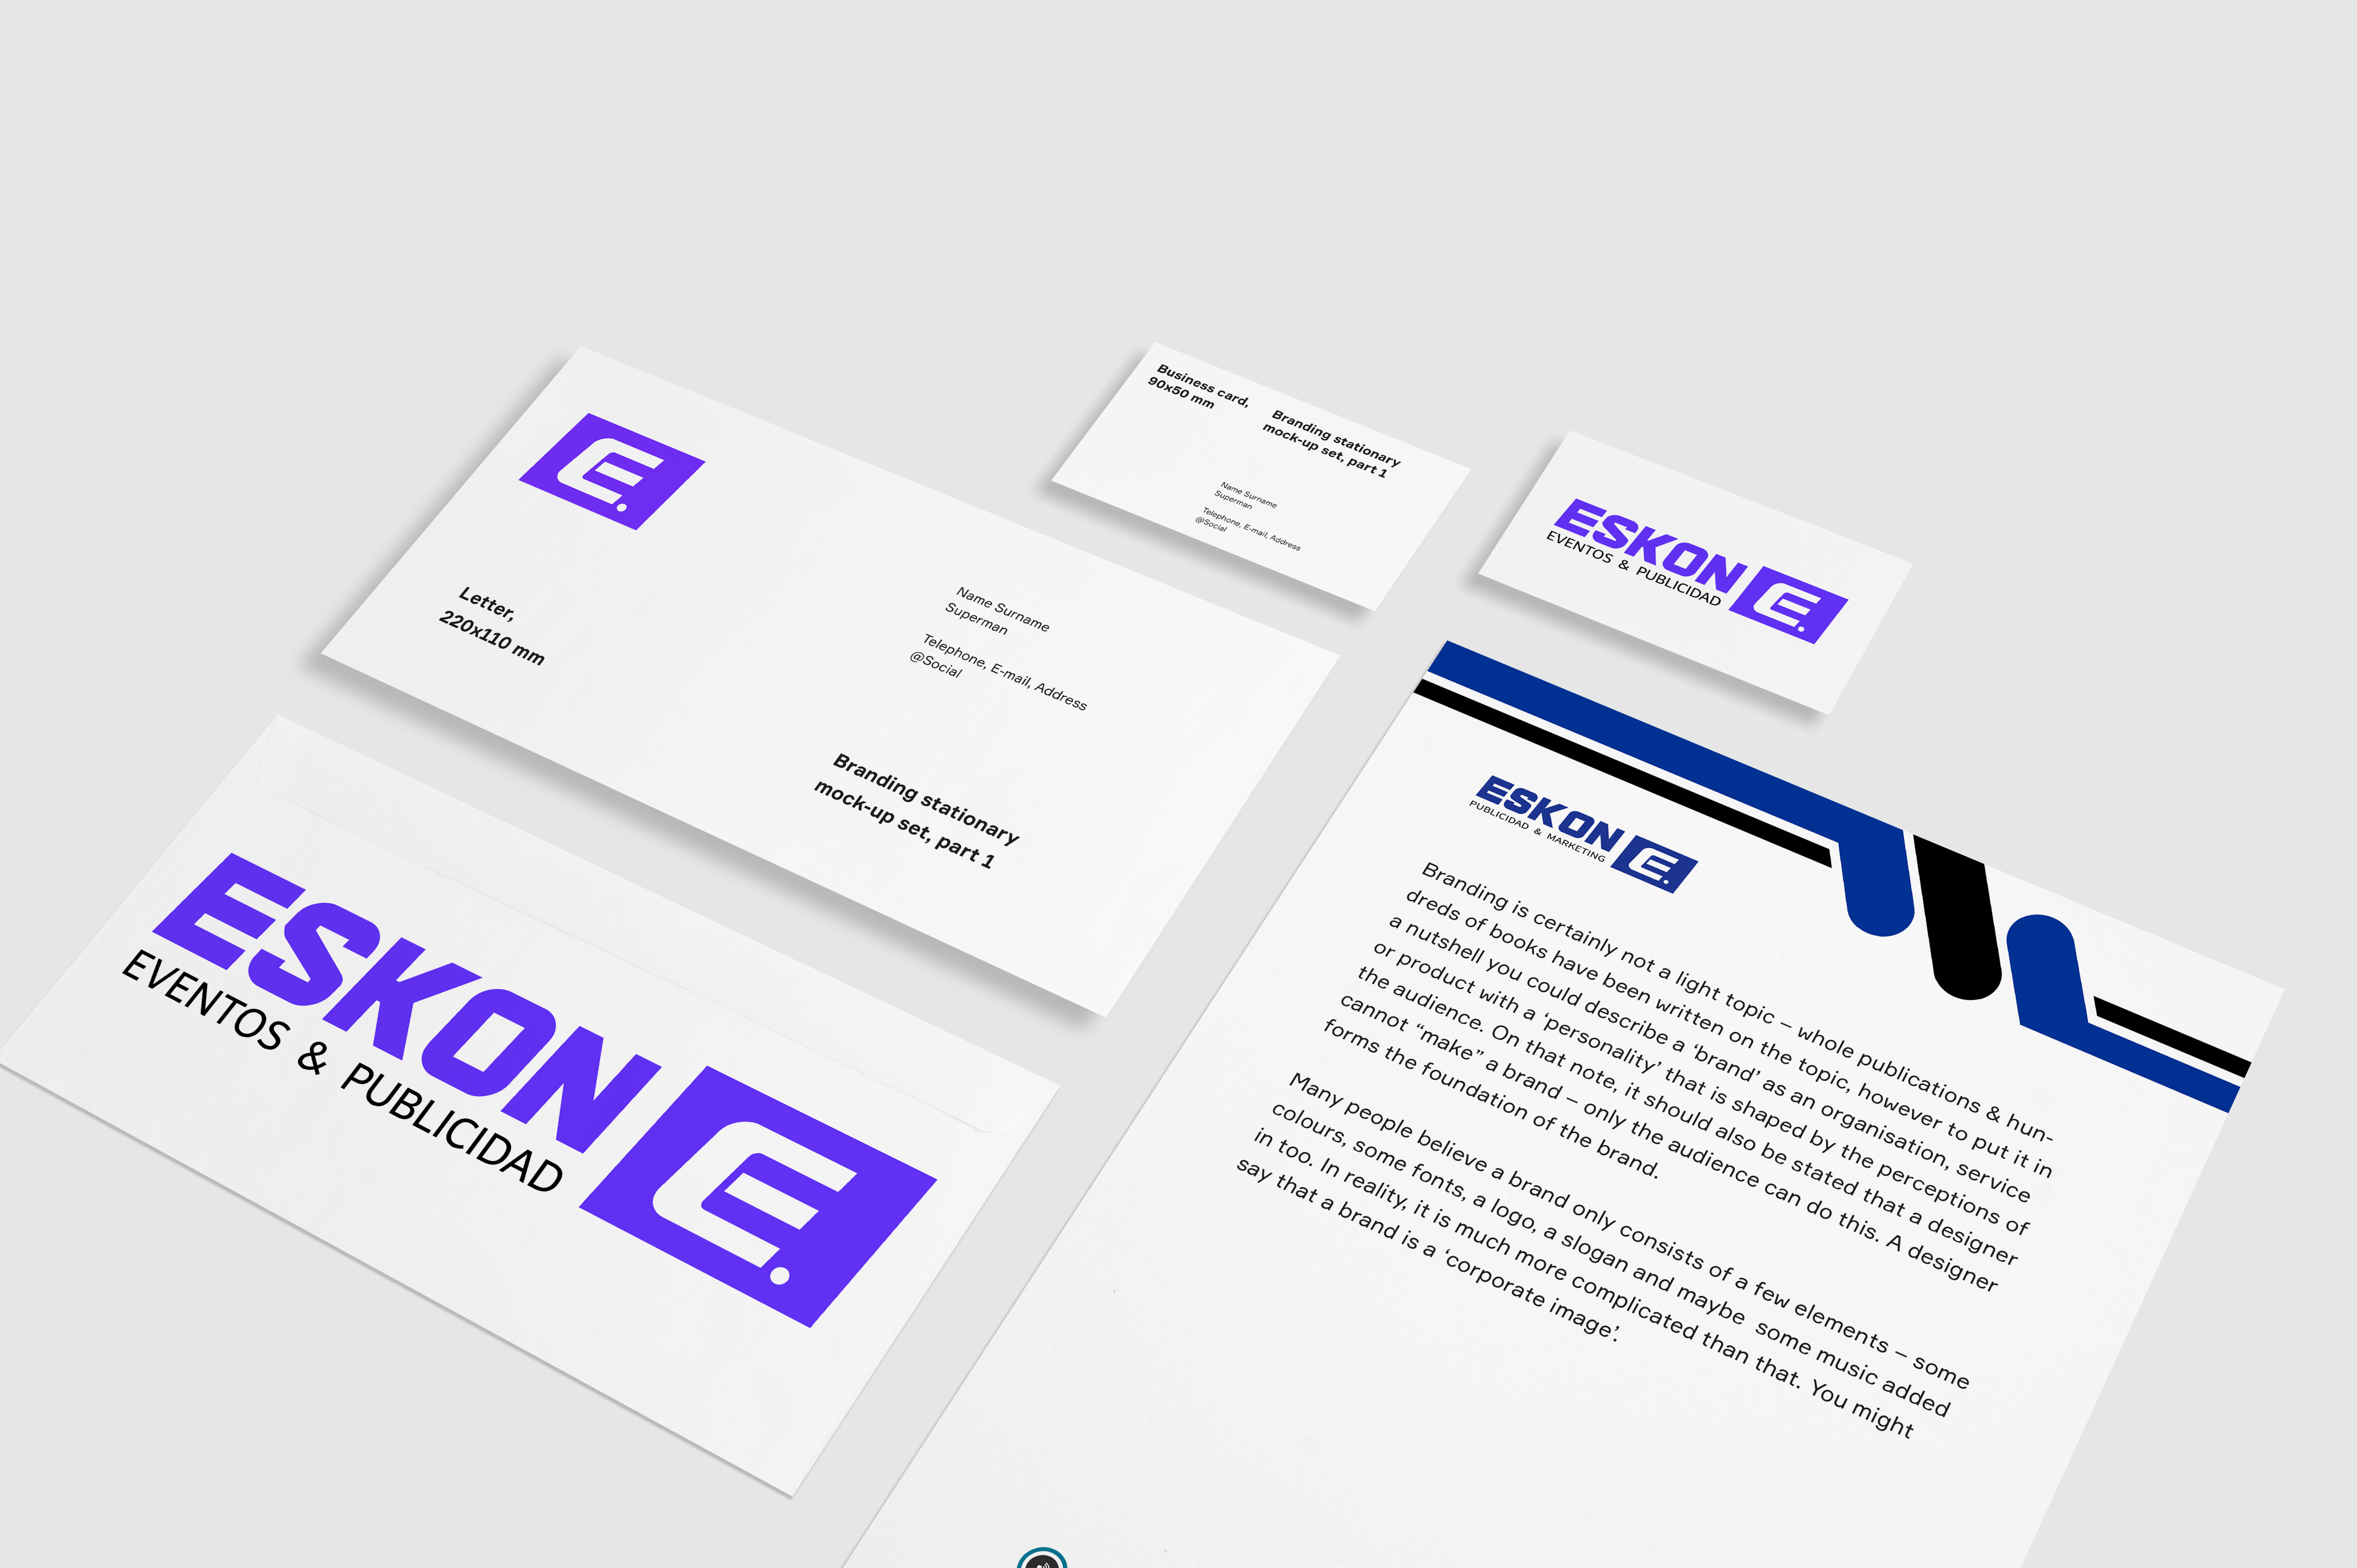 E.
Letter,
220x110 mm
Name Surname
Superman
Telephone, E-mail, Address
@Social
Branding stationary
mock-up set, part 1
Business card,
90x50 mm
Branding stationary
mock-up set, part 1
Name Surname
Superman
Telephone, E-mail, Address
@Social
ESKON E.
EVENTOS & PUBLICIDAD
ESKON E.
EVENTOS & PUBLICIDAD
ESKON E.
PUBLICIDAD & MARKETING
Branding is certainly not a light topic – whole publications & hun-
dreds of books have been written on the topic, however to put it in
a nutshell you could describe a ‘brand’ as an organisation, service
or product with a ‘personality’ that is shaped by the perceptions of
the audience. On that note, it should also be stated that a designer
cannot “make” a brand – only the audience can do this. A designer
forms the foundation of the brand.
Many people believe a brand only consists of a few elements – some
colours, some fonts, a logo, a slogan and maybe  some music added
in too. In reality, it is much more complicated than that. You might
say that a brand is a ‘corporate image’.